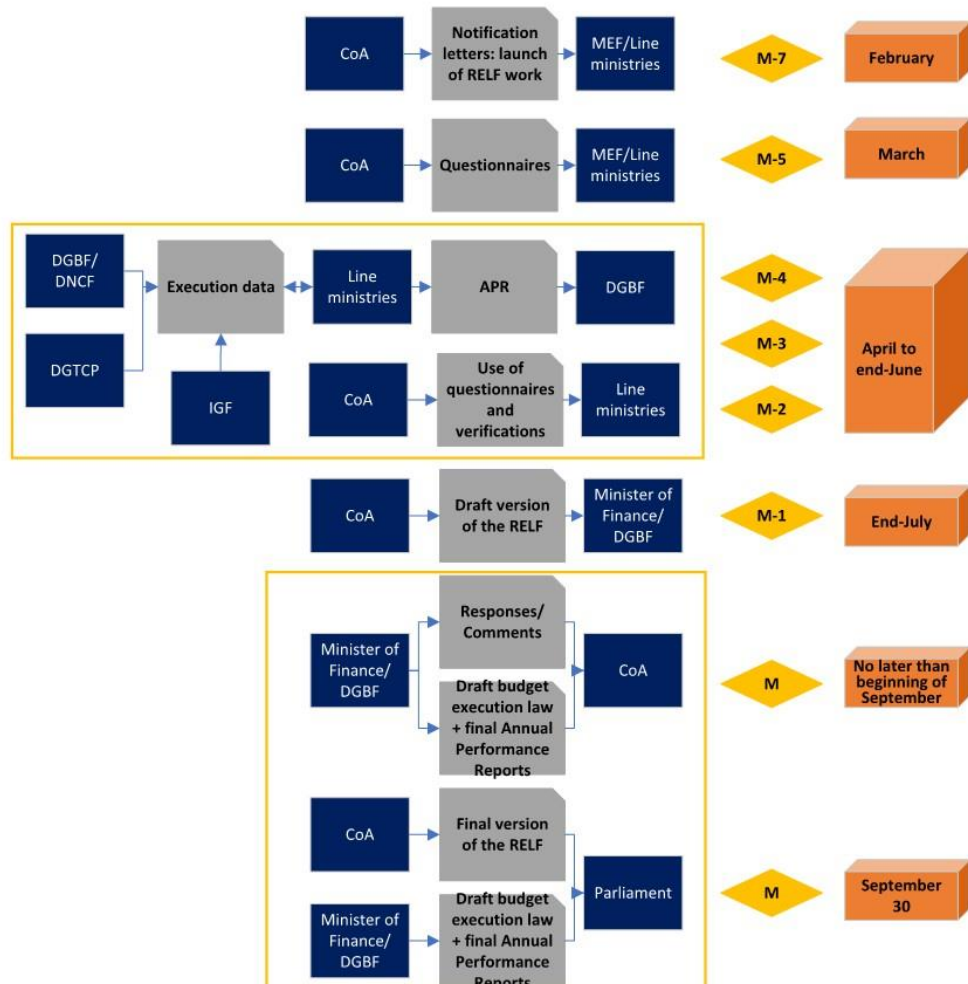 CoA
Notification
letters: launch
of RELF work
MEF/Line
ministries
M-7
February
CoA
Questionnaires
MEF/Line
ministries
M-5
March
DGBF/
DNCF
Execution data
Line
ministries
APR
DGBF
M-4
DGTCP
IGF
CoA
Use of
questionnaires
and
verifications
Line
ministries
M-3
M-2
April to
end-June
CoA
Draft version
of the RELF
Minister of
Finance/
DGBF
M-1
End-July
Minister of
Finance/
DGBF
Responses/
Comments
Draft budget
execution law
+ final Annual
Performance
Reports
CoA
M
No later than
beginning of
September
CoA
Final version
of the RELF
Minister of
Finance/
DGBF
Draft budget
execution law
+ final Annual
Performance
Reports
Parliament
M
September
30